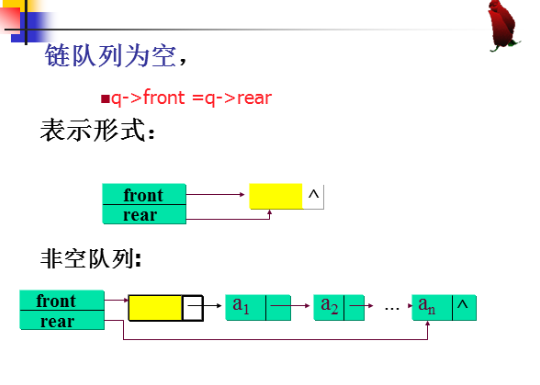 链队列为空，
q->front =q->rear
表示形式：
front
^
rear
非空队列:
front
a1
a2
...
an
^
rear